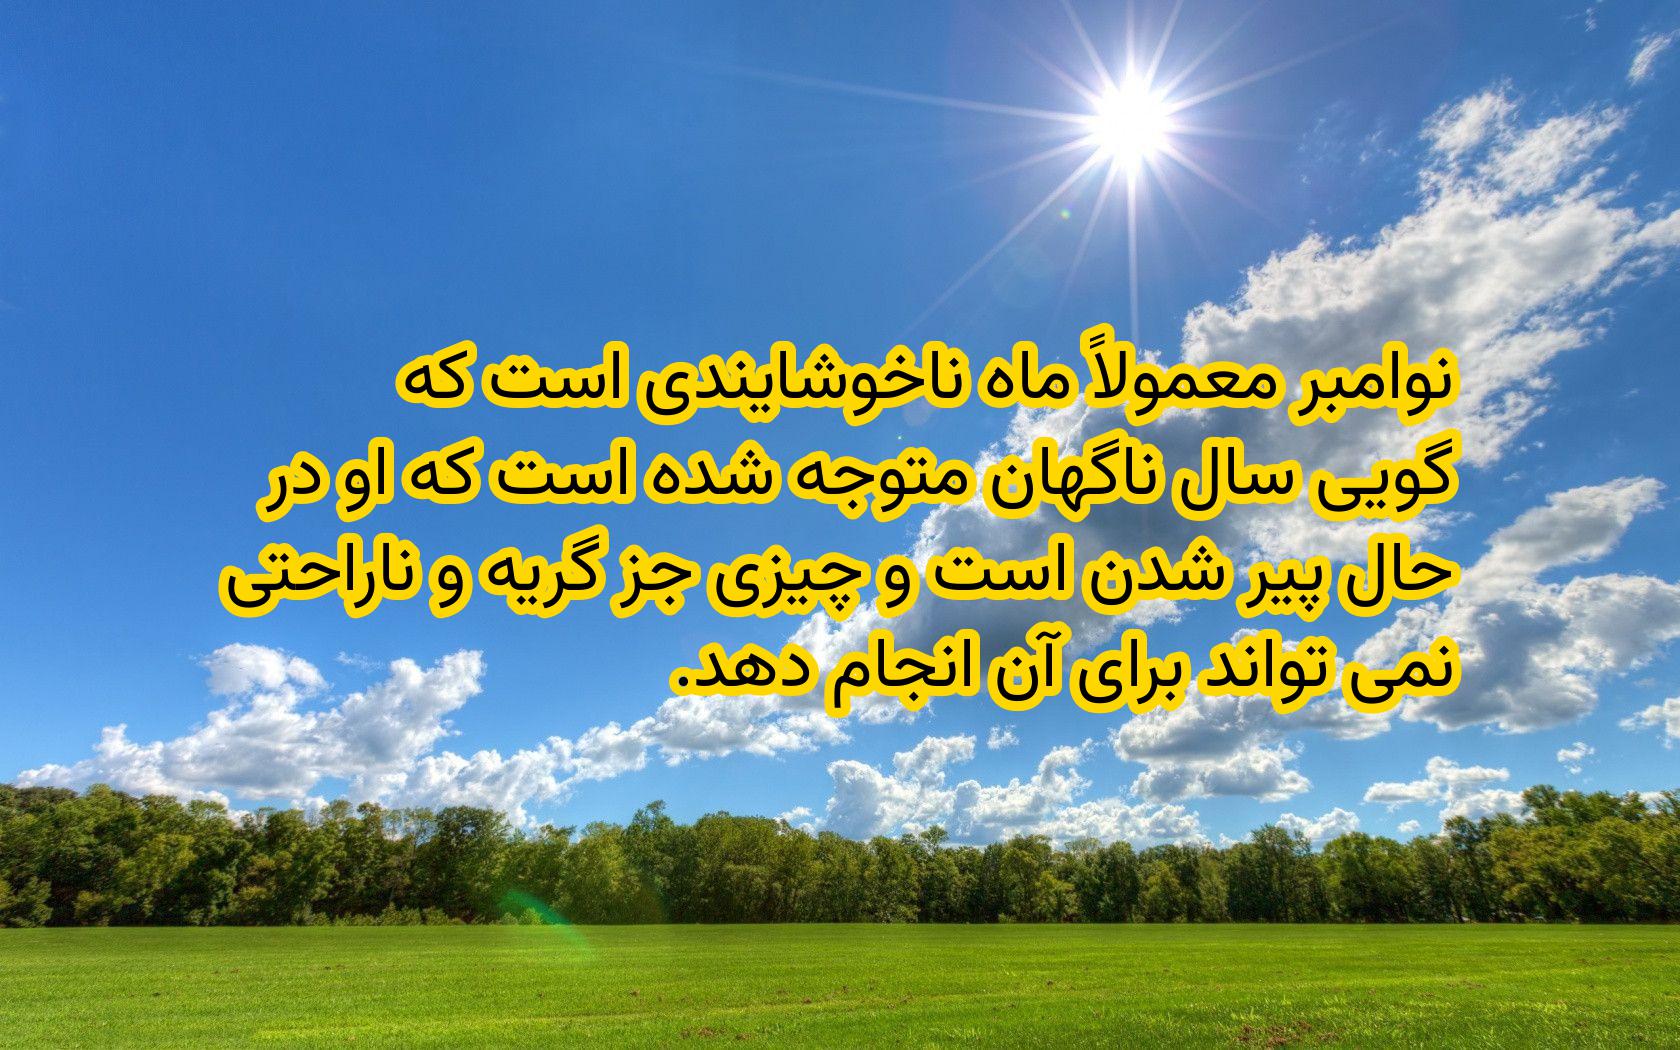 نوامبر معمولاً ماه ناخوشایندی است که
گویی سال ناگهان متوجه شده است که او در
حال پیر شدن است و چیزی جز گریه و ناراحتی
نمی تواند برای آن انجام دهد.